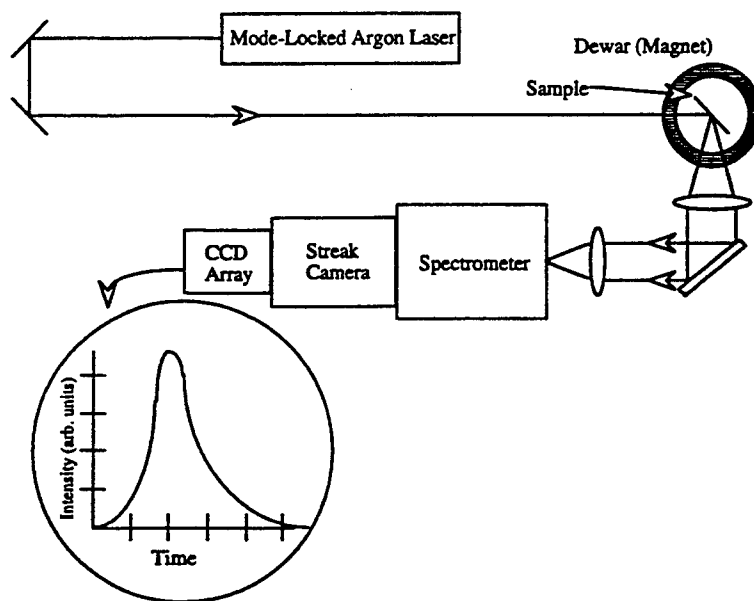 Mode-Locked Argon Laser
Dewar (Magnet)
Sample
CCD
Array
Streak
Camera
Spectrometer
Intensity (arb. units)
Time